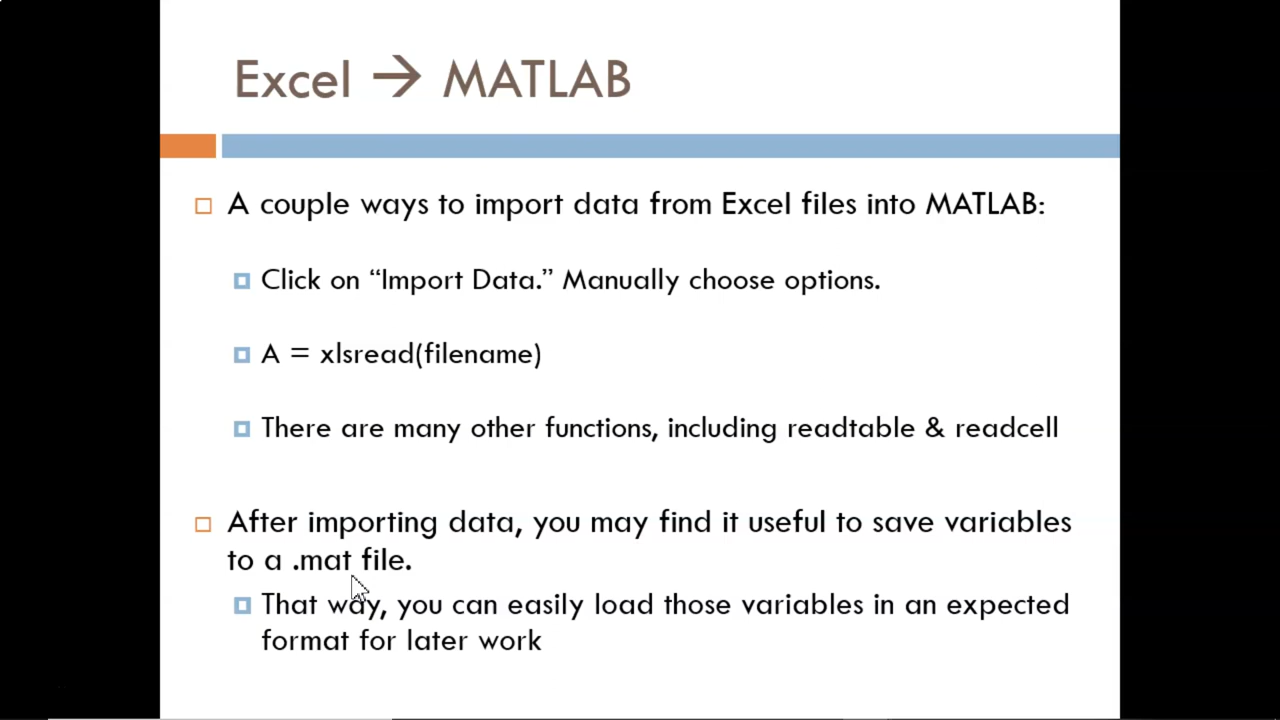 Excel → MATLAB
A couple ways to import data from Excel files into MATLAB:
Click on “Import Data.” Manually choose options.
A = xlsread(filename)
There are many other functions, including readtable & readcell
After importing data, you may find it useful to save variables
to a .mat file.
That way, you can easily load those variables in an expected
format for later work